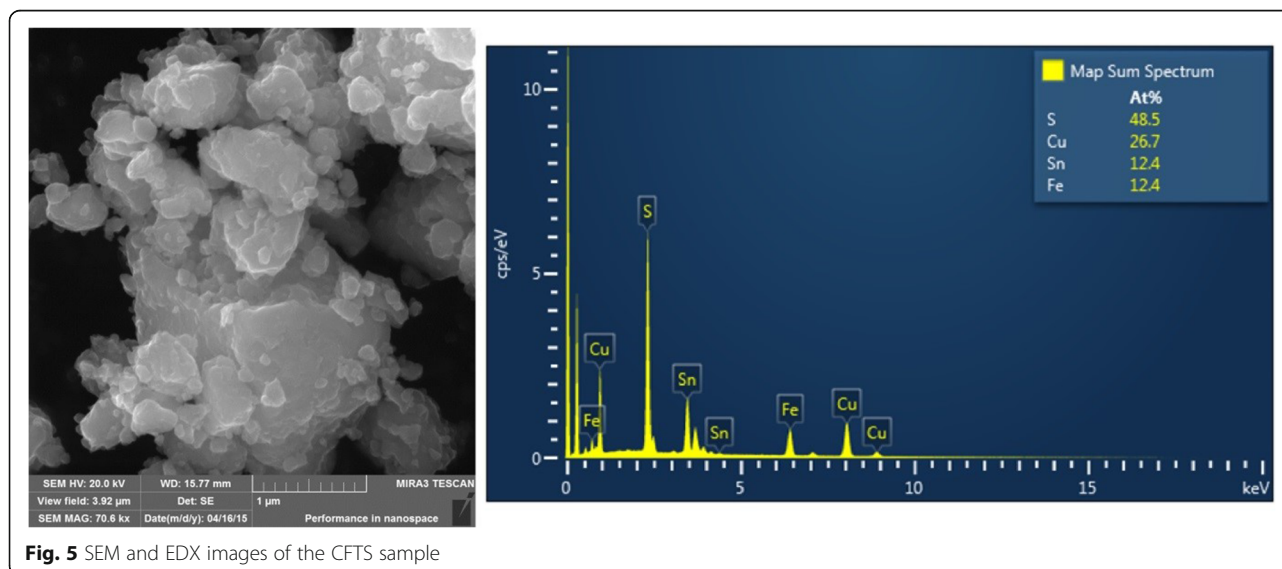 SEM HV: 20.0 kV WD: 15.77 mm MIRA3 TESCAN
View field: 3.92 µm Det: SE 1 µm
SEM MAG: 70.6 kx Date(m/d/y): 04/16/15 Performance in nanospace
Map Sum Spectrum
At%
S 48.5
Cu 26.7
Sn 12.4
Fe 12.4
cps/eV
10
5
0
S
Cu
Fe
Sn
Sn
Fe
Cu
Cu
0 5 10 15 keV
Fig. 5 SEM and EDX images of the CFTS sample